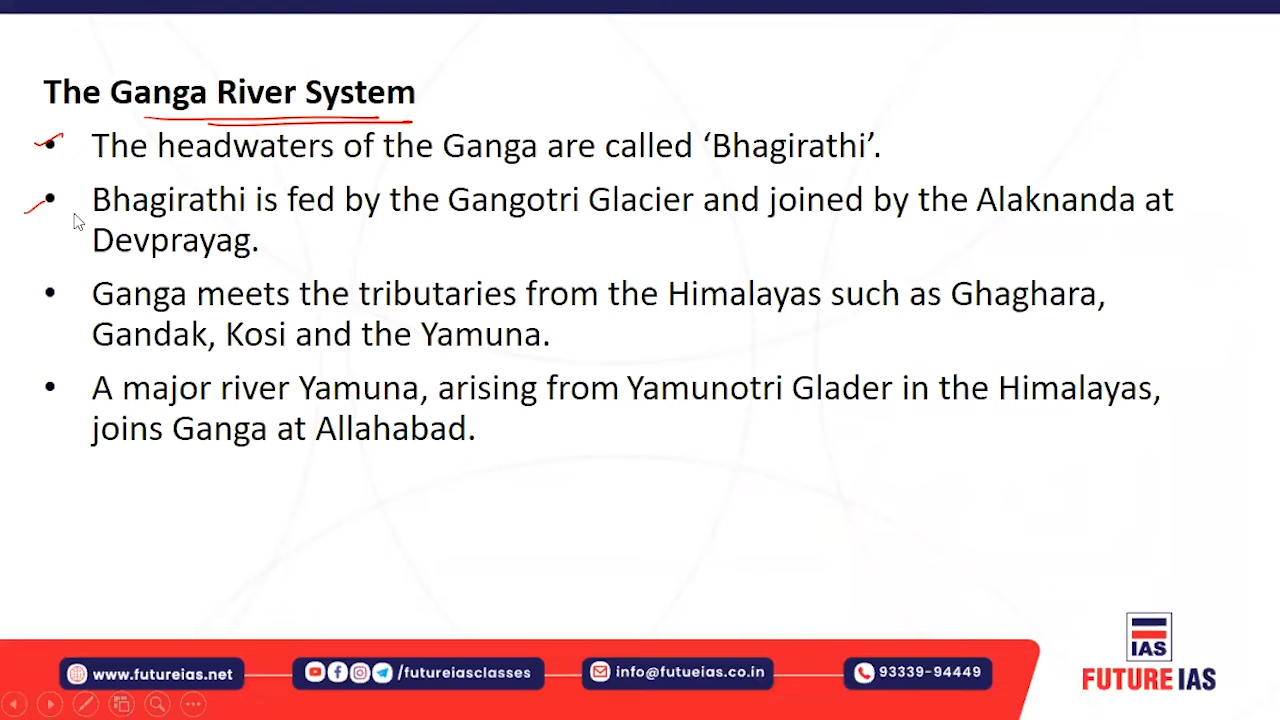 The Ganga River System
• The headwaters of the Ganga are called ‘Bhagirathi’.
• Bhagirathi is fed by the Gangotri Glacier and joined by the Alaknanda at
Devprayag.
• Ganga meets the tributaries from the Himalayas such as Ghaghara,
Gandak, Kosi and the Yamuna.
• A major river Yamuna, arising from Yamunotri Glader in the Himalayas,
joins Ganga at Allahabad.
IAS
FUTURE IAS
www.futureias.net
/futureiasclasses
info@futueias.co.in
93339-94449